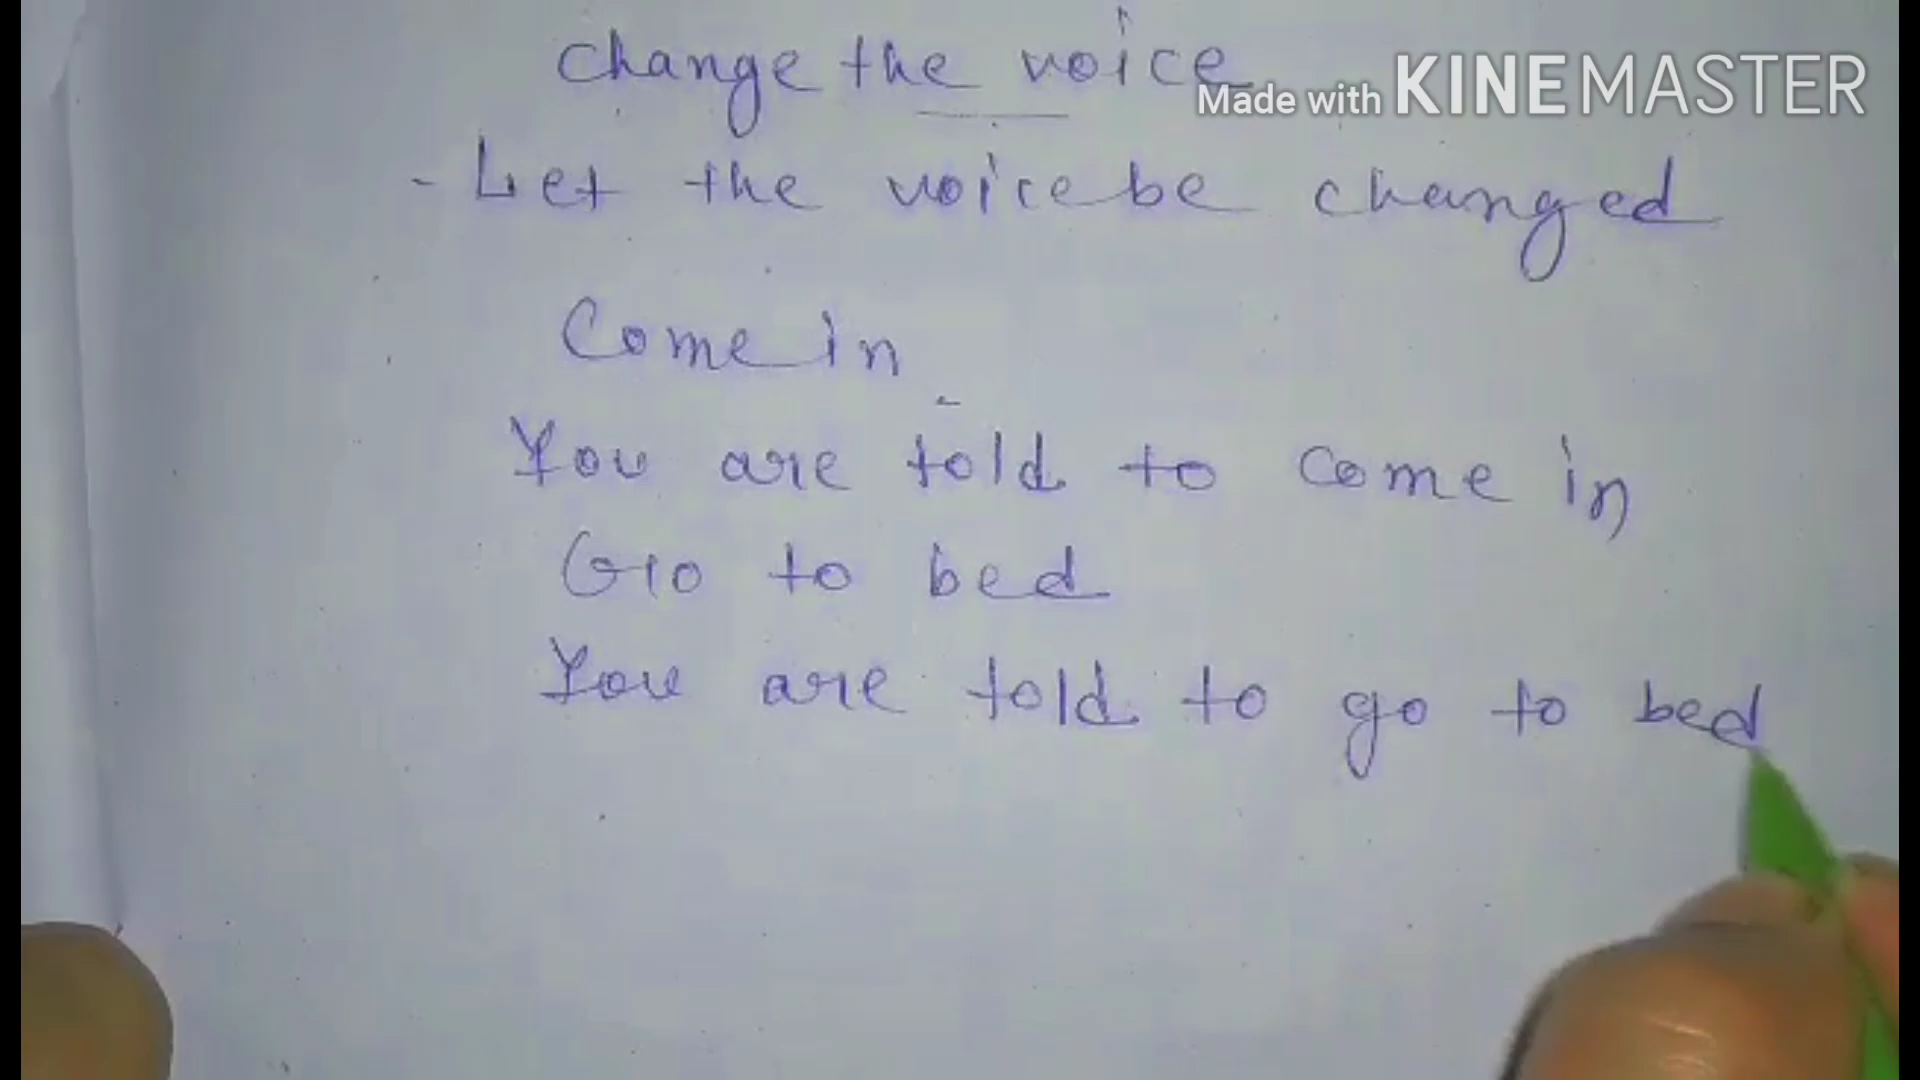 change the voice
Made with KINEMASTER
- Let the voice be changed
Come in
You are told to come in
Go to bed
You are told to go to bed